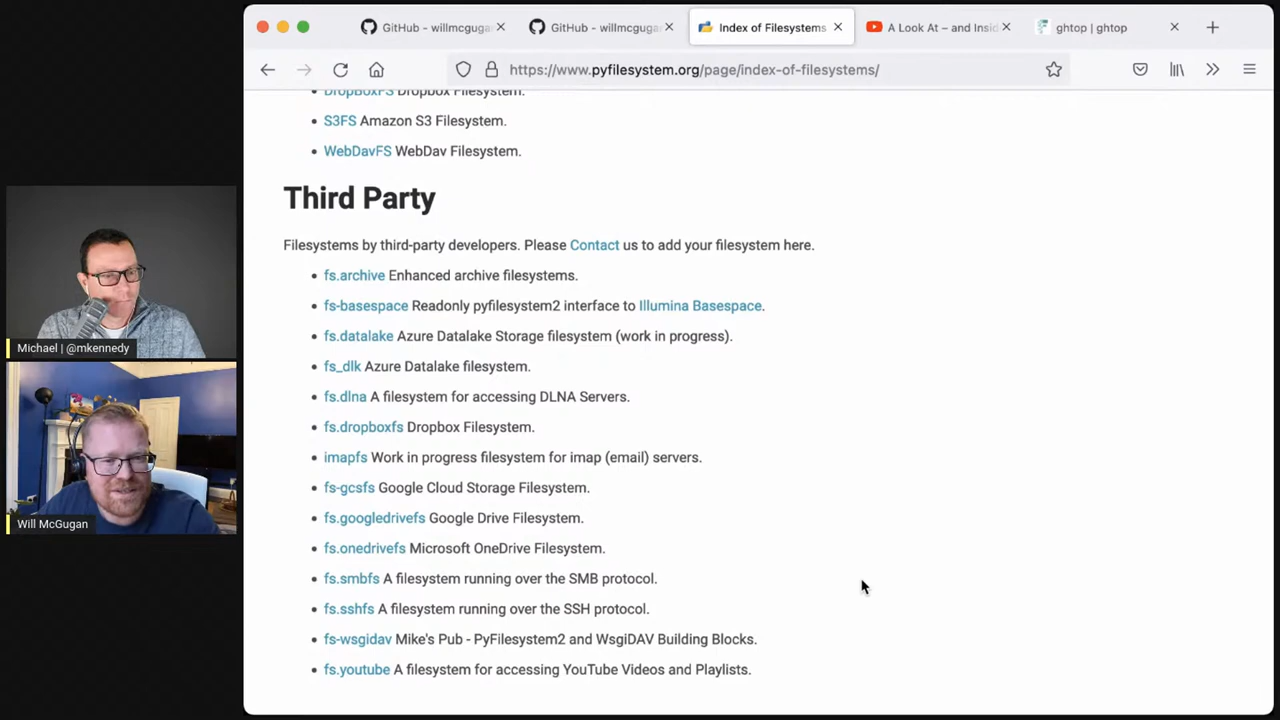 GitHub - willmcguga
GitHub - willmcguga
Index of Filesystems
A Look At – and Insid
ghtop | ghtop
https://www.pyfilesystem.org/page/index-of-filesystems/
DropBoxFS Dropbox Filesystem.
S3FS Amazon S3 Filesystem.
WebDavFS WebDav Filesystem.
Third Party
Filesystems by third-party developers. Please Contact us to add your filesystem here.
fs.archive Enhanced archive filesystems.
fs-basespace Readonly pyfilesystem2 interface to Illumina Basespace.
fs.datalake Azure Datalake Storage filesystem (work in progress).
fs_dlk Azure Datalake filesystem.
fs.dlna A filesystem for accessing DLNA Servers.
fs.dropboxfs Dropbox Filesystem.
imapfs Work in progress filesystem for imap (email) servers.
fs-gcsfs Google Cloud Storage Filesystem.
fs.googledrivefs Google Drive Filesystem.
fs.onedrivefs Microsoft OneDrive Filesystem.
fs.smbfs A filesystem running over the SMB protocol.
fs.sshfs A filesystem running over the SSH protocol.
fs-wsgidav Mike's Pub - PyFilesystem2 and WsgiDAV Building Blocks.
fs.youtube A filesystem for accessing YouTube Videos and Playlists.
Michael | @mkennedy
Will McGugan